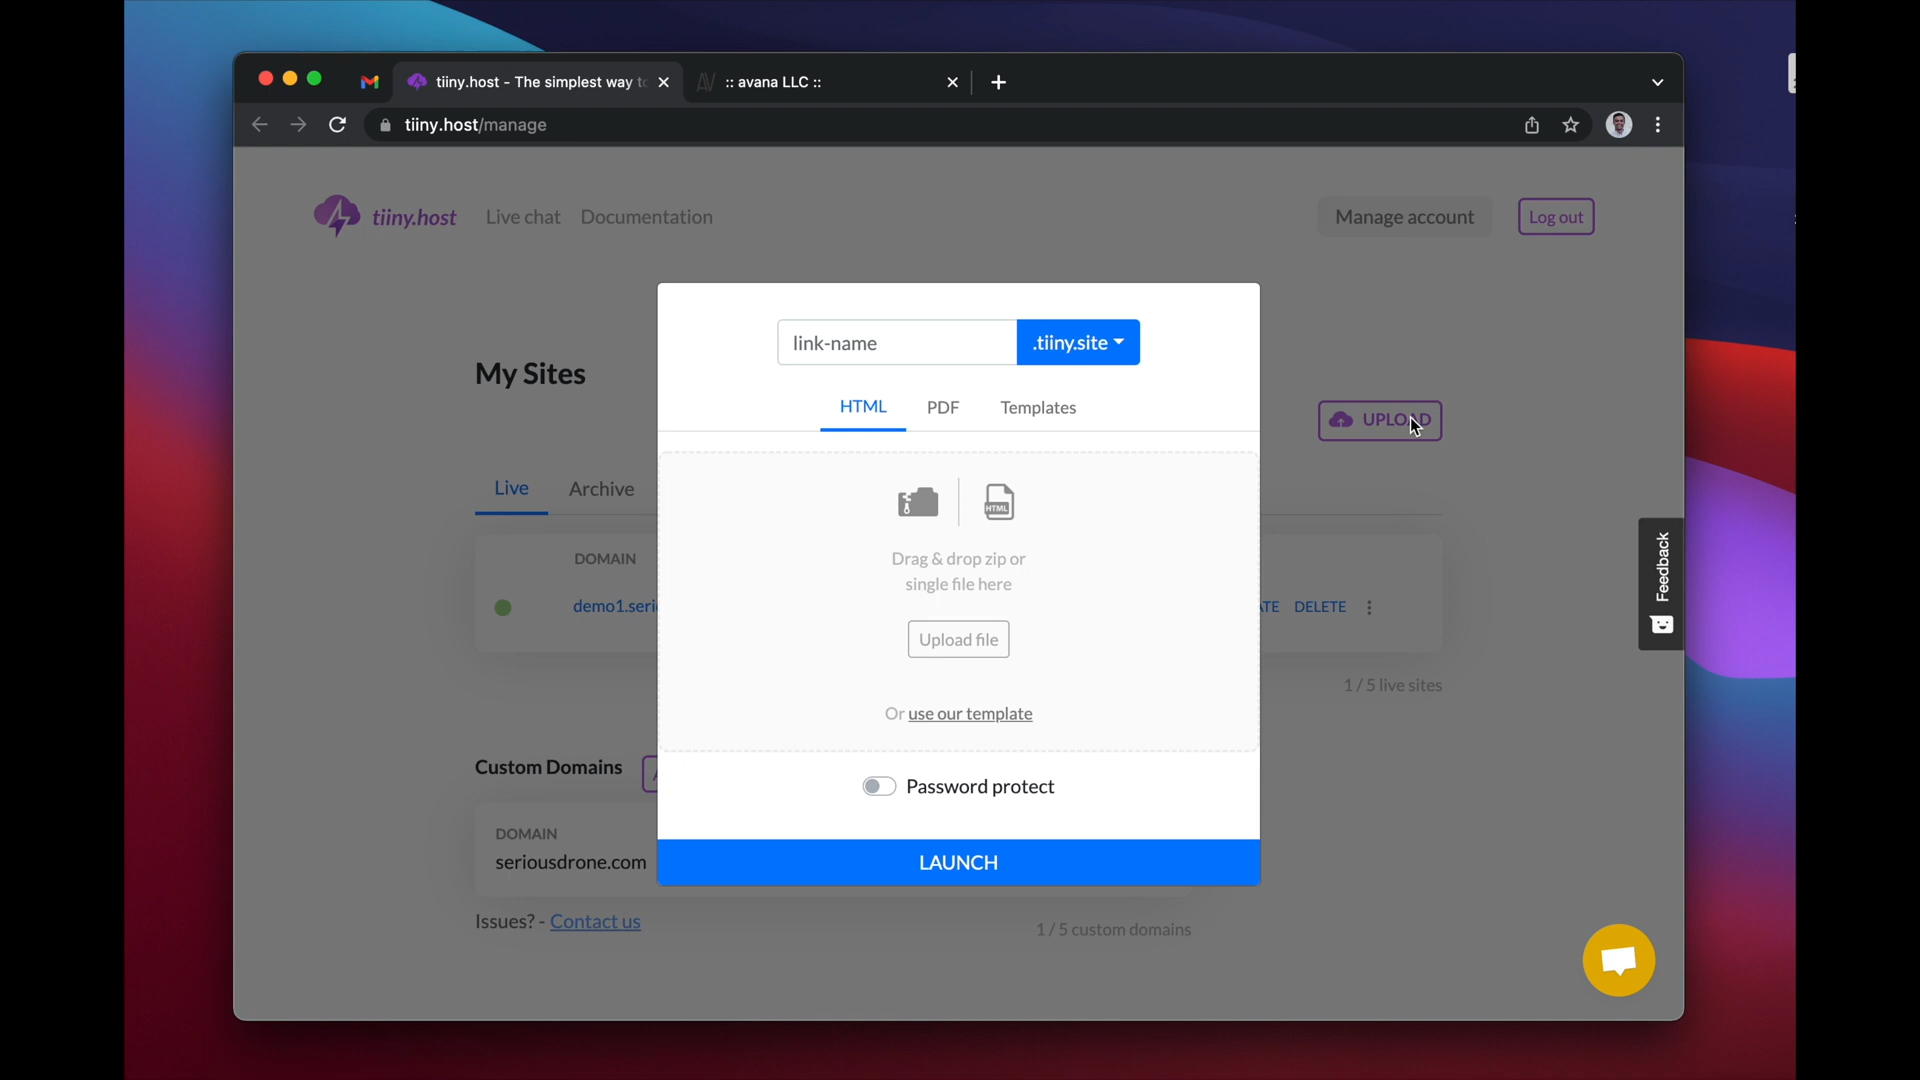 tiiny.host - The simplest way to
:: avana LLC ::
tiiny.host/manage
tiiny.host
Live chat
Documentation
Manage account
Log out
link-name
.tiiny.site
My Sites
HTML
PDF
Templates
UPLOAD
Live
Archive
HTML
DOMAIN
Drag & drop zip or
single file here
Feedback
demo1.seri
ATE
DELETE
Upload file
1 / 5 live sites
Or use our template
Custom Domains
Password protect
DOMAIN
seriousdrone.com
LAUNCH
Issues? - Contact us
1 / 5 custom domains